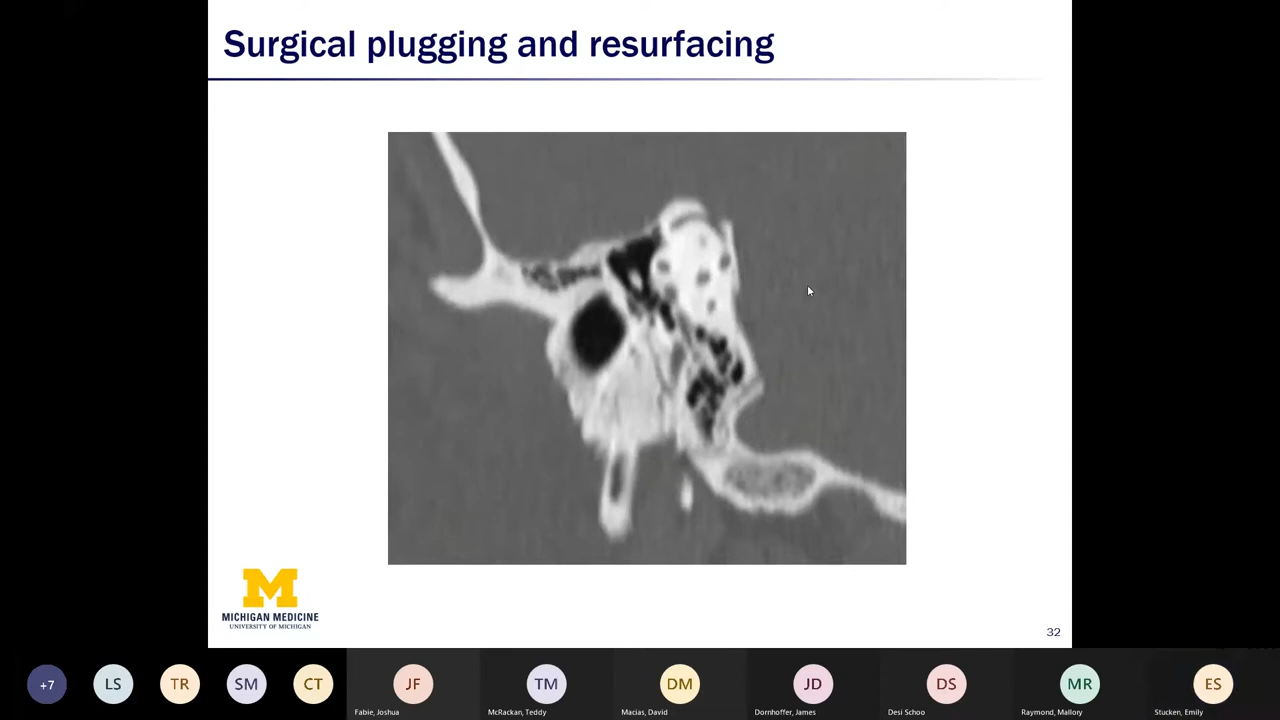 Surgical plugging and resurfacing
M
MICHIGAN MEDICINE
UNIVERSITY OF MICHIGAN
32
+7
LS
TR
SM
CT
JF
TM
DM
JD
DS
MR
ES
Fabie, Joshua
McRackan, Teddy
Macias, David
Dornhoffer, James
Desi Schoo
Raymond, Mallory
Stucken, Emily